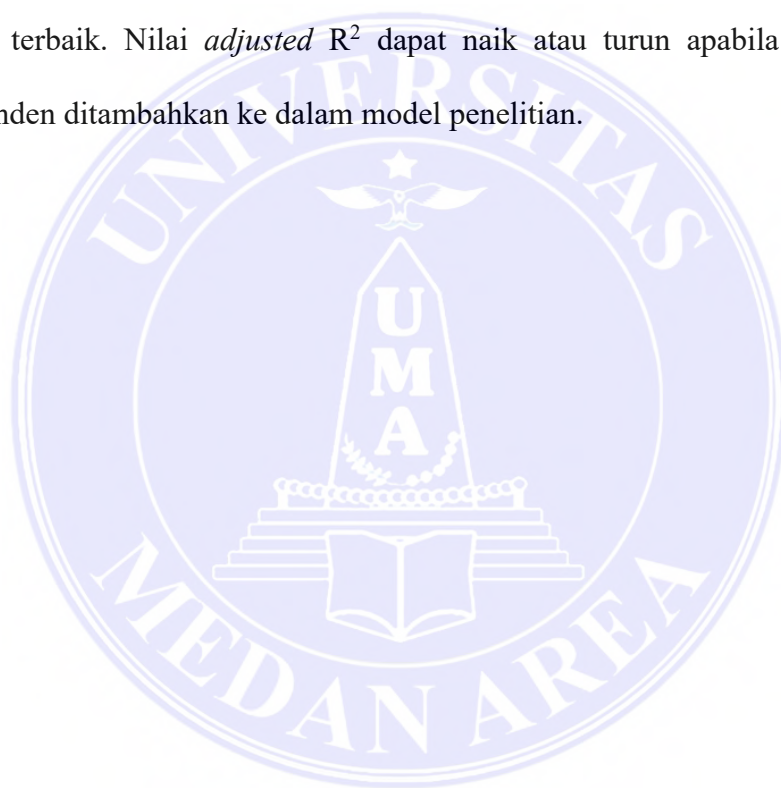 terbaik. Nilai adjusted R² dapat naik atau turun apabila
nden ditambahkan ke dalam model penelitian.
UNIVERSITAS
UMA
MEDAN AREA